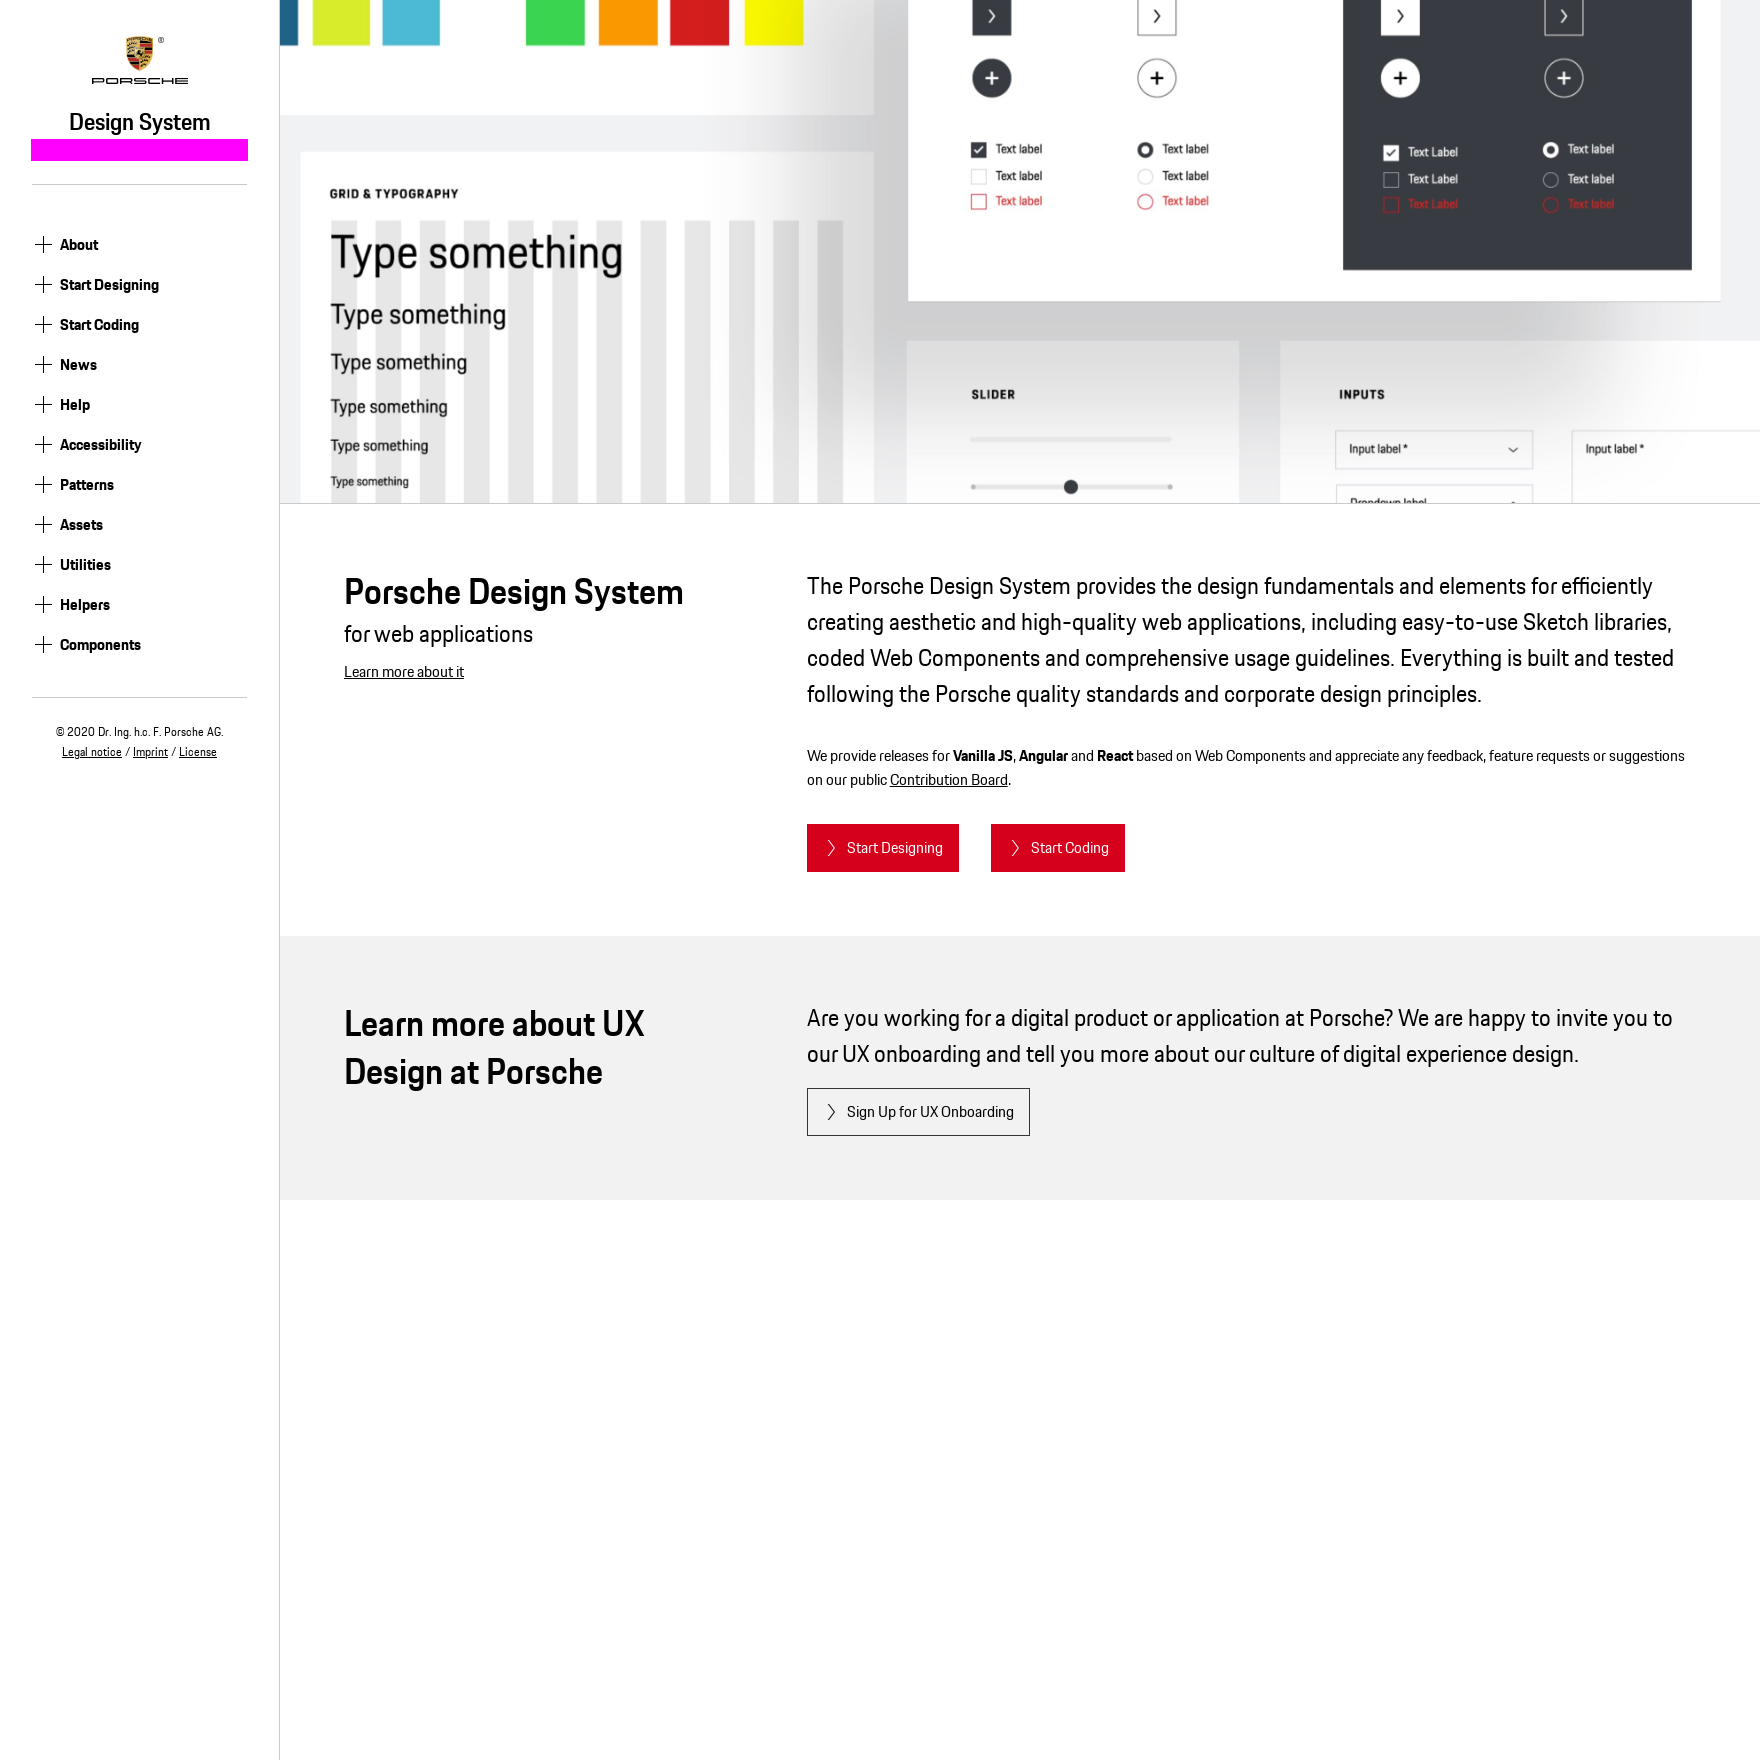 PORSCHE
®
Design System
About
Start Designing
Start Coding
News
Help
Accessibility
Patterns
Assets
Utilities
Helpers
Components
© 2020 Dr. Ing. h.c. F. Porsche AG.
Legal notice / Imprint / License
GRID & TYPOGRAPHY
Type something
Type something
Type something
Type something
Type something
Type something
Text label
Text label
Text label
Text label
Text label
Text label
Text Label
Text Label
Text Label
Text label
Text label
Text label
SLIDER
INPUTS
Input label *
Input label *
Dropdown label
Porsche Design System
for web applications
Learn more about it
The Porsche Design System provides the design fundamentals and elements for efficiently
creating aesthetic and high-quality web applications, including easy-to-use Sketch libraries,
coded Web Components and comprehensive usage guidelines. Everything is built and tested
following the Porsche quality standards and corporate design principles.
We provide releases for Vanilla JS, Angular and React based on Web Components and appreciate any feedback, feature requests or suggestions
on our public Contribution Board.
Start Designing
Start Coding
Learn more about UX
Design at Porsche
Are you working for a digital product or application at Porsche? We are happy to invite you to
our UX onboarding and tell you more about our culture of digital experience design.
Sign Up for UX Onboarding